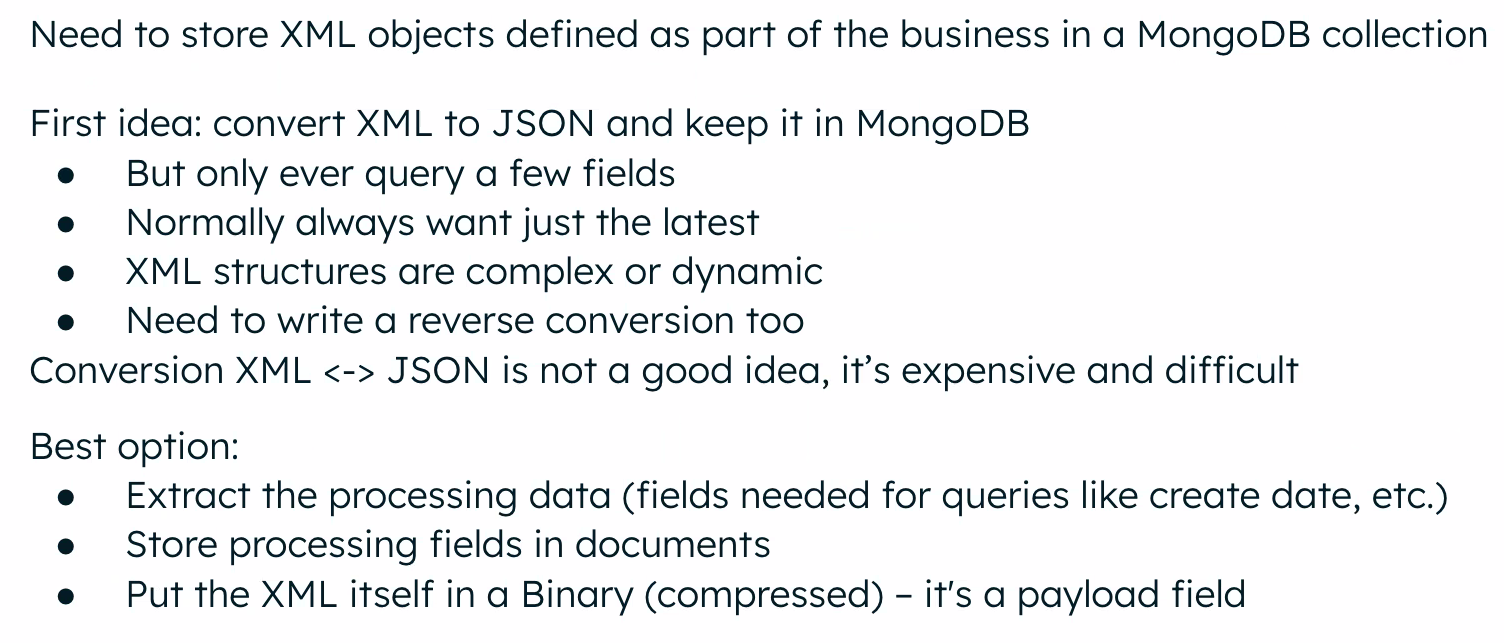 Need to store XML objects defined as part of the business in a MongoDB collection
First idea: convert XML to JSON and keep it in MongoDB
● But only ever query a few fields
● Normally always want just the latest
● XML structures are complex or dynamic
● Need to write a reverse conversion too
Conversion XML <-> JSON is not a good idea, it’s expensive and difficult
Best option:
● Extract the processing data (fields needed for queries like create date, etc.)
● Store processing fields in documents
● Put the XML itself in a Binary (compressed) – it's a payload field